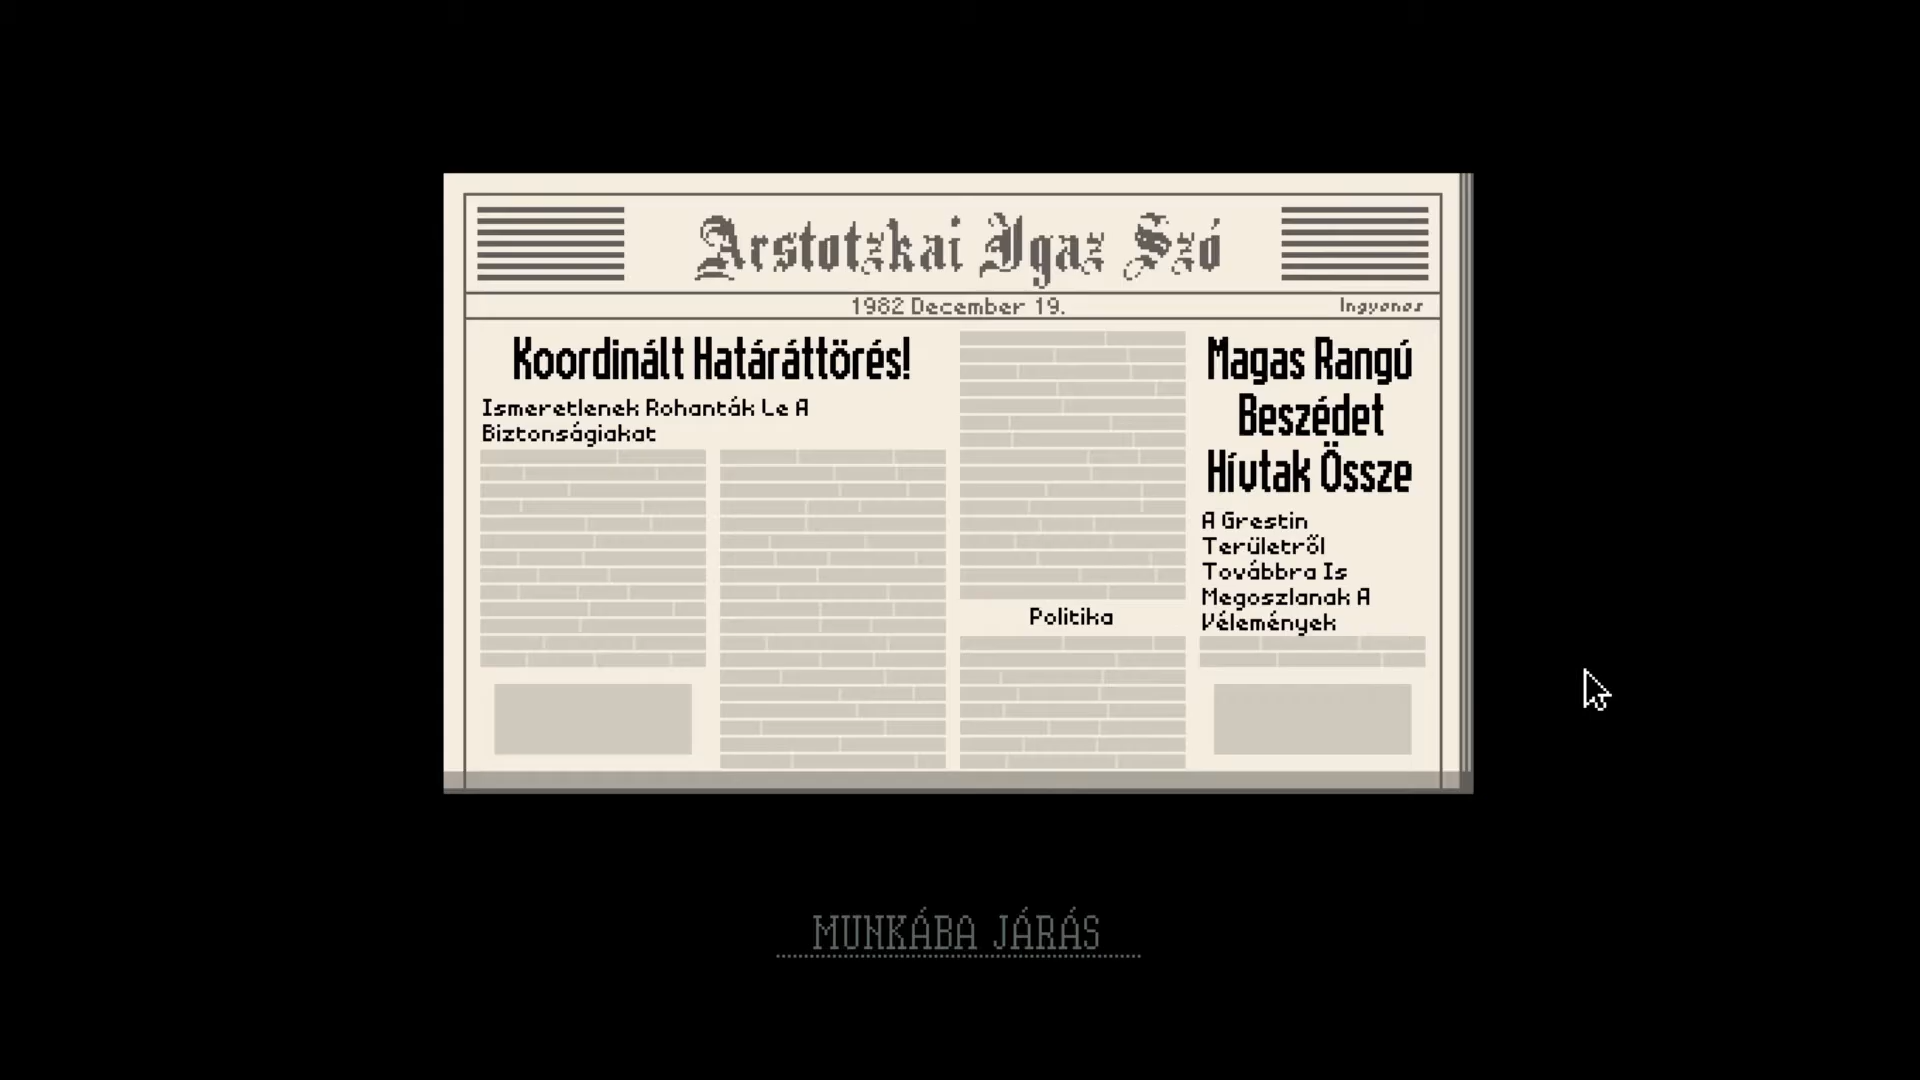 Arstotzkai Igaz Szó
1982 December 19.
Ingyenes
Koordinált Határáttörés!
Ismeretlenek Rohanták Le A
Biztonságiakat
Politika
Magas Rangú
Beszédet
Hívtak Össze
A Grestin
Területről
Továbbra Is
Megoszlanak A
Vélemények
MUNKÁBA JÁRÁS